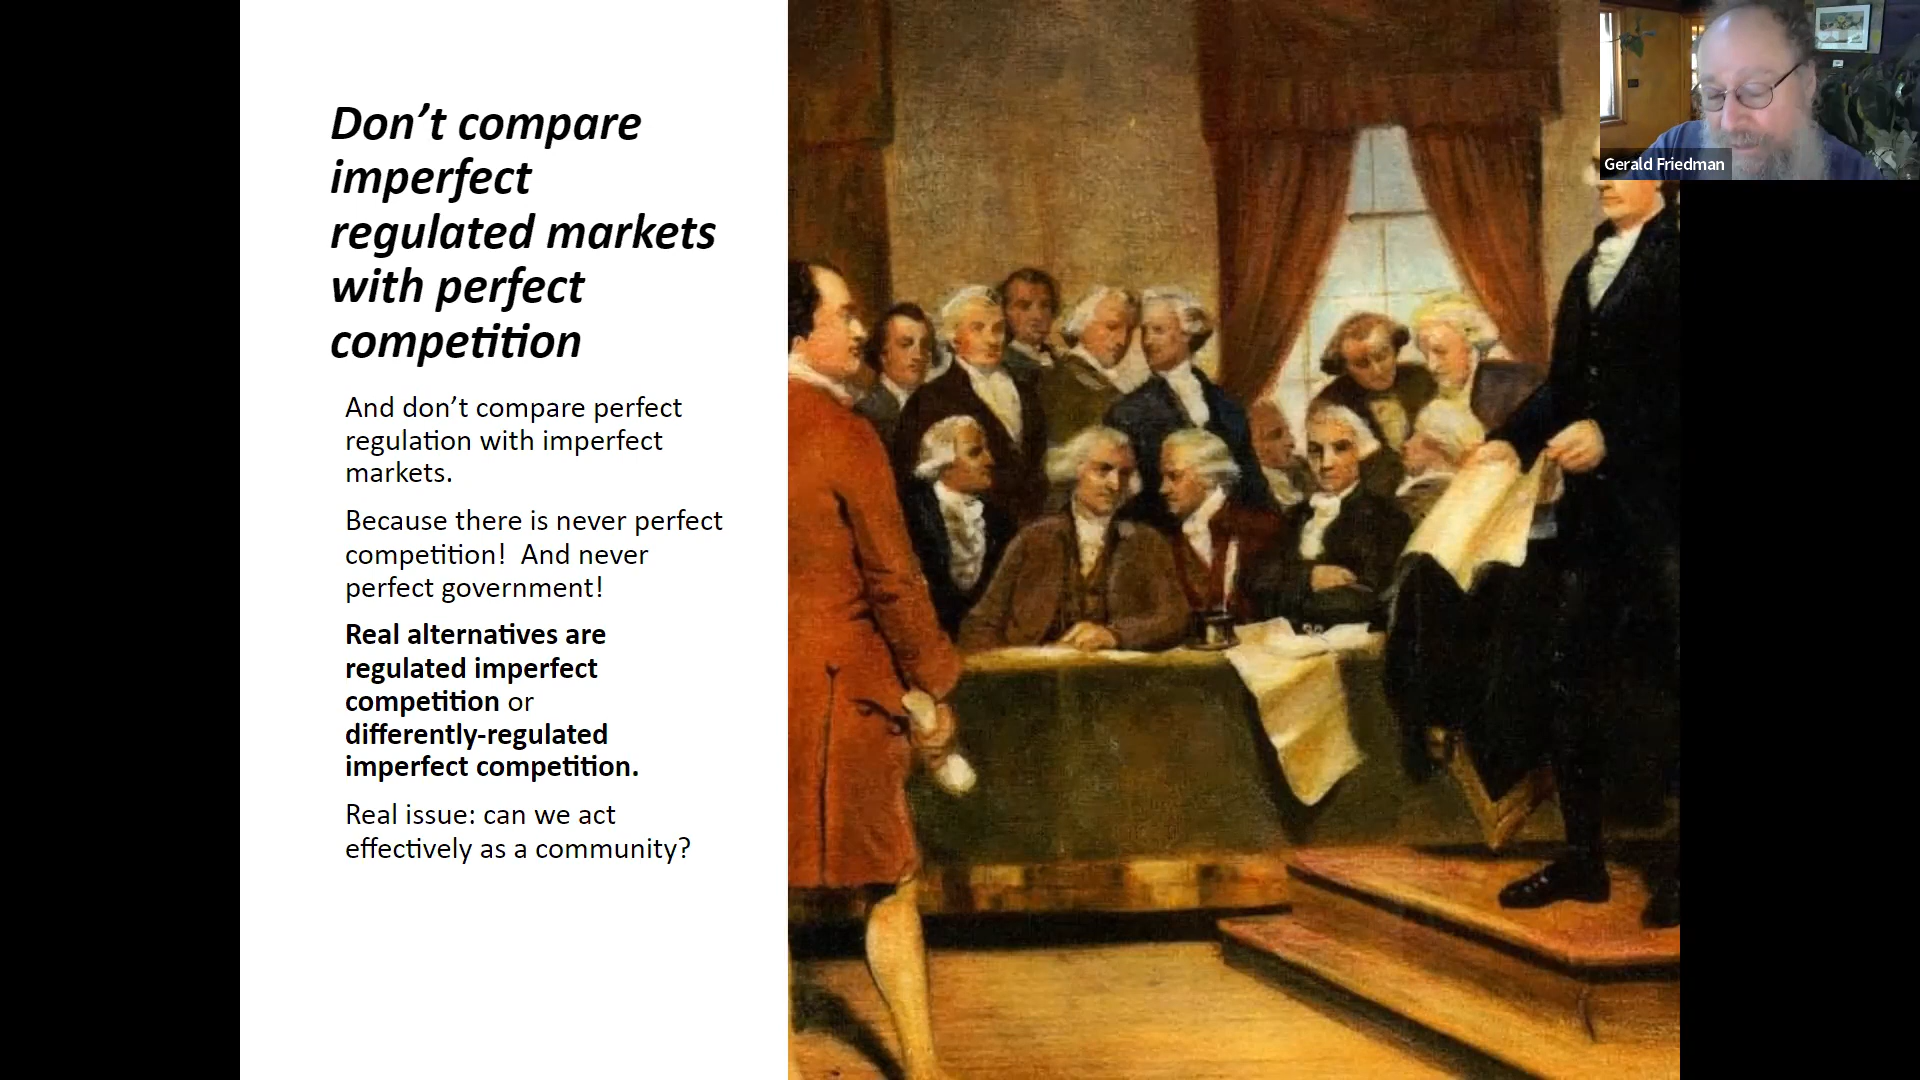 Don’t compare
imperfect
regulated markets
with perfect
competition
And don’t compare perfect
regulation with imperfect
markets.
Because there is never perfect
competition!  And never
perfect government!
Real alternatives are
regulated imperfect
competition or
differently-regulated
imperfect competition.
Real issue: can we act
effectively as a community?
Gerald Friedman